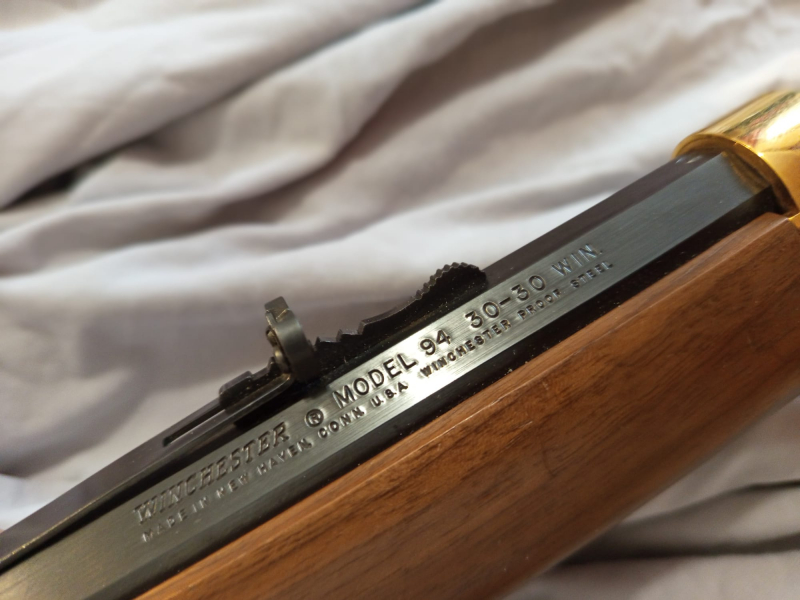 WINCHESTER ® MODEL 94 30-30 WIN.
MADE IN NEW HAVEN, CONN U.S.A. WINCHESTER PROOF STEEL